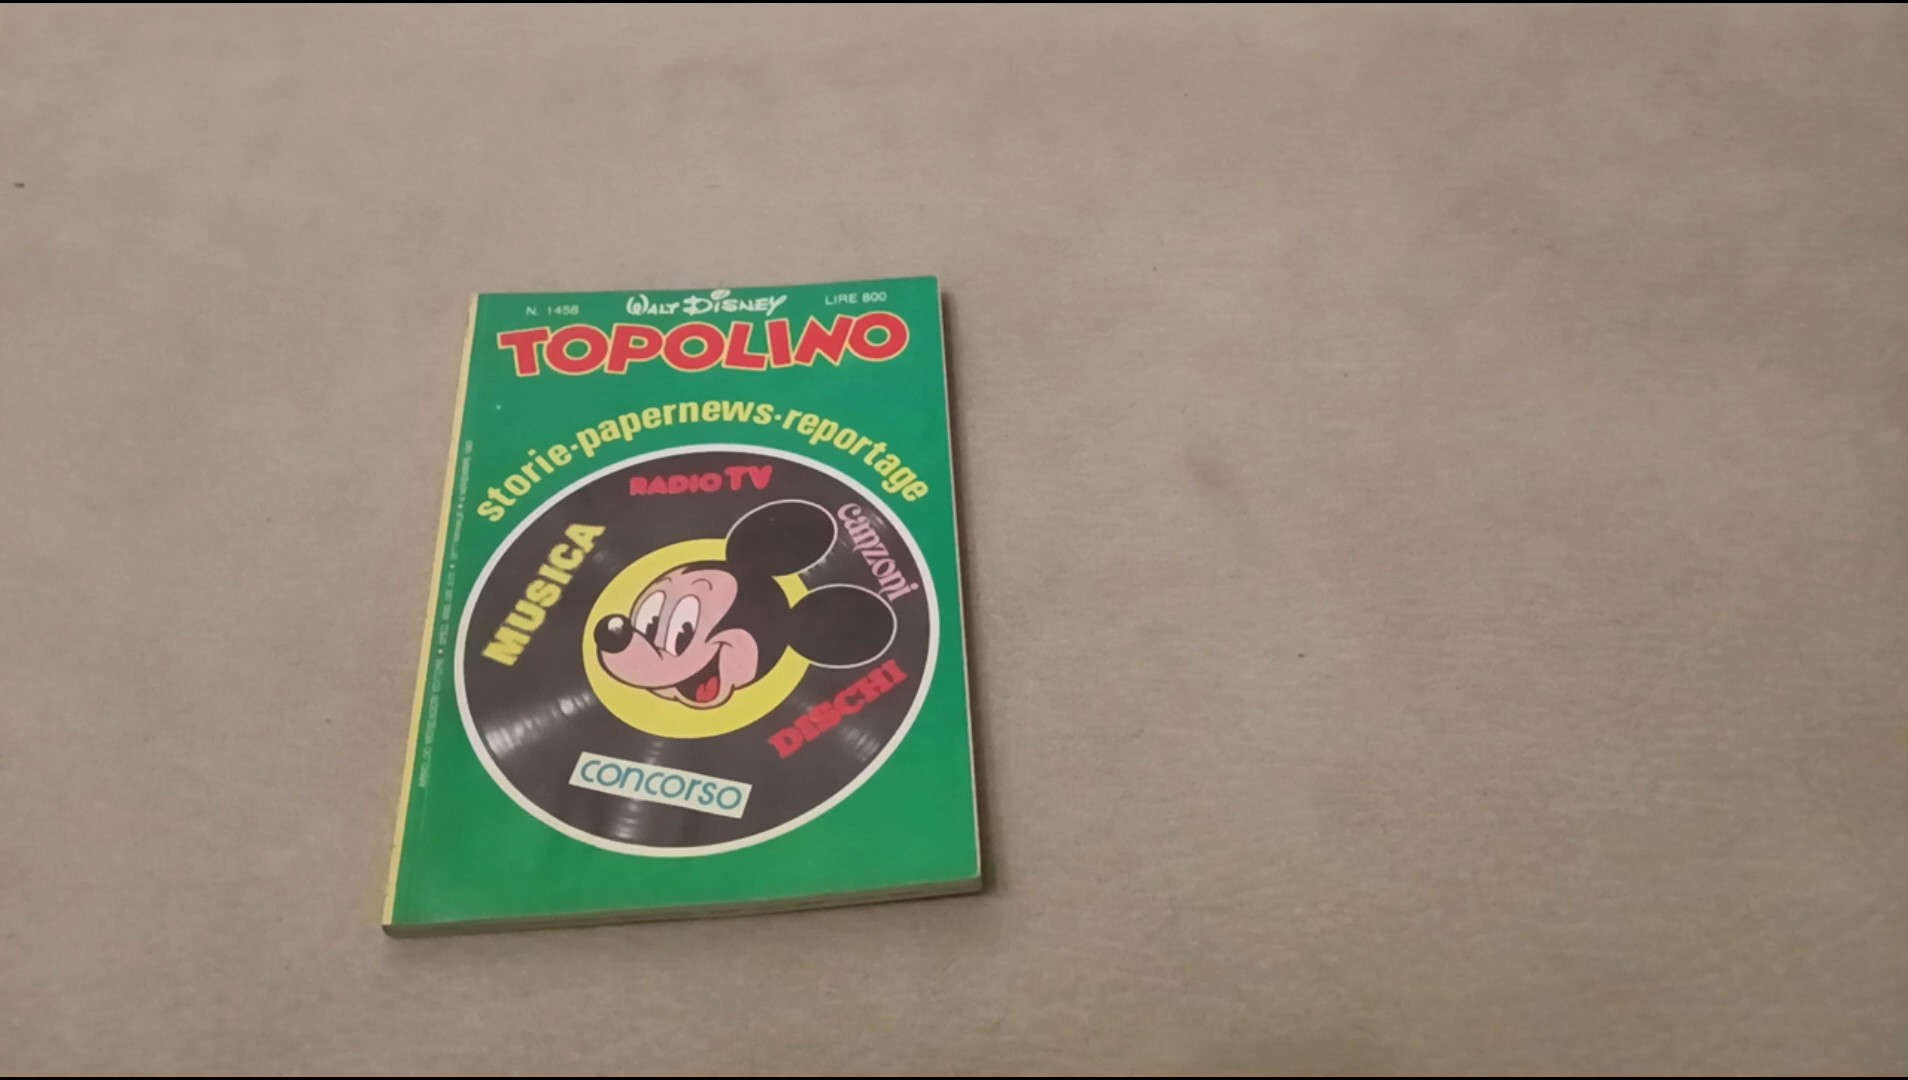 N. 1458
WALT DISNEY
LIRE 800
TOPOLINO
storie-papernews-reportage
RADIO TV
canzoni
MUSICA
DISCHI
concorso